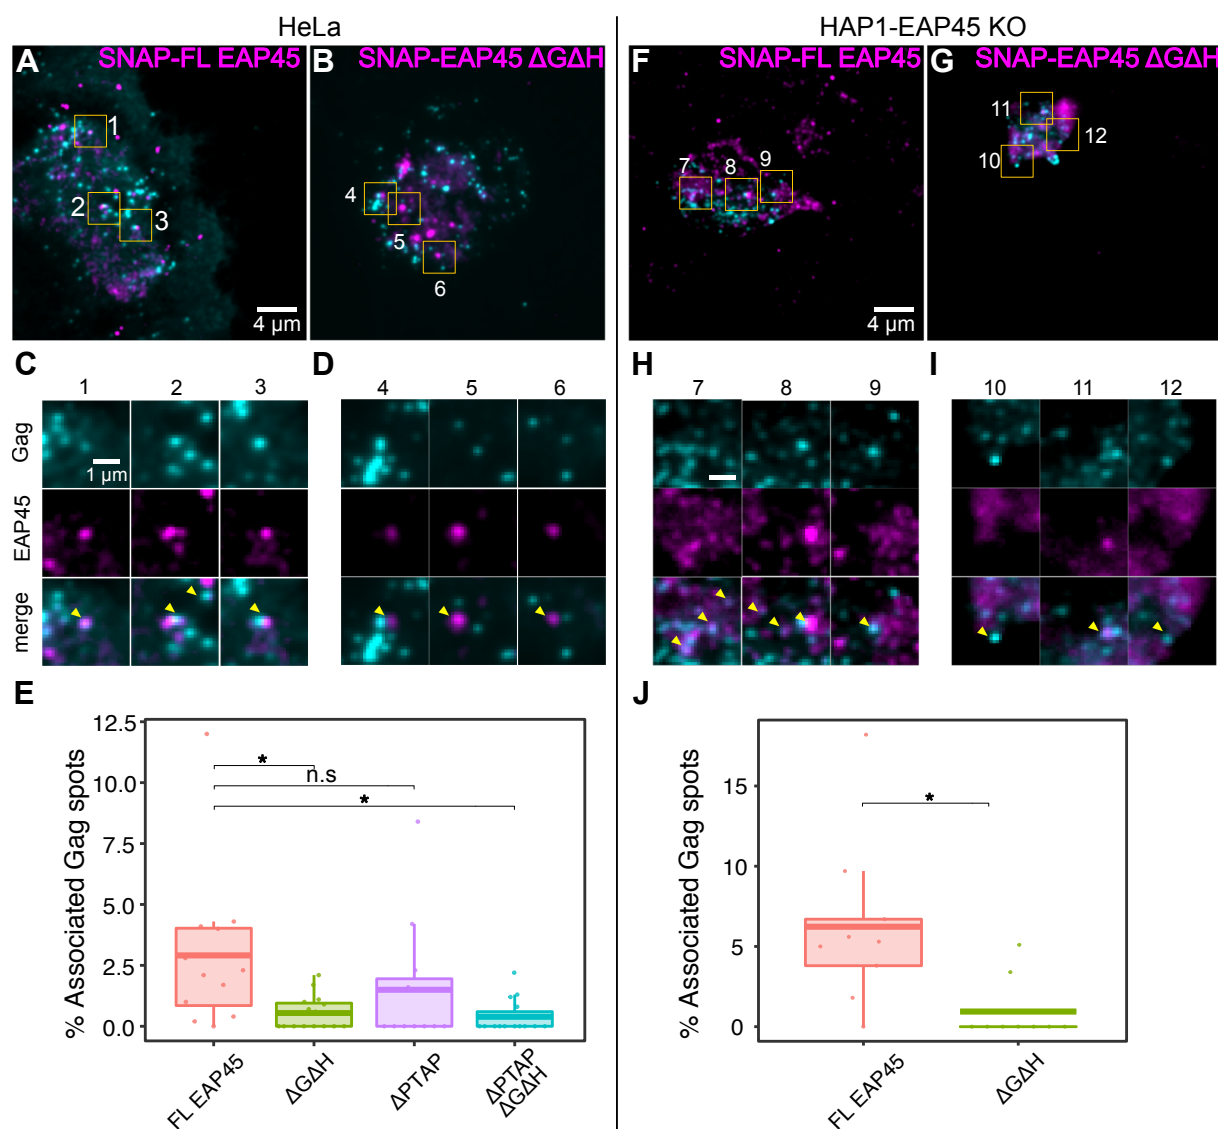 HeLa
HAP1-EAP45 KO
A SNAP-FL EAP45
B SNAP-EAP45 ΔGΔH
F SNAP-FL EAP45
G SNAP-EAP45 ΔGΔH
1
2
3
4 µm
4
5
6
7
8
9
4 µm
11
12
10
C
1 2 3
D
4 5 6
H
7 8 9
I
10 11 12
Gag
1 µm
EAP45
merge
E
% Associated Gag spots
12.5
10.0
7.5
5.0
2.5
0.0
*
n.s
*
FL EAP45
ΔGΔH
ΔPTAP
ΔPTAP
ΔGΔH
J
% Associated Gag spots
15
10
5
0
*
FL EAP45
ΔGΔH